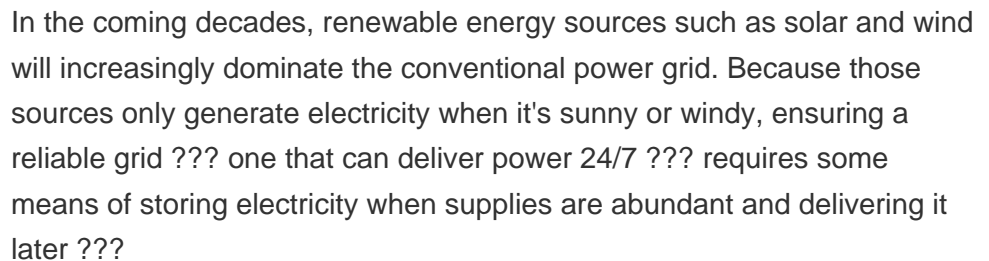 In the coming decades, renewable energy sources such as solar and wind
will increasingly dominate the conventional power grid. Because those
sources only generate electricity when it's sunny or windy, ensuring a
reliable grid ??? one that can deliver power 24/7 ??? requires some
means of storing electricity when supplies are abundant and delivering it
later ???